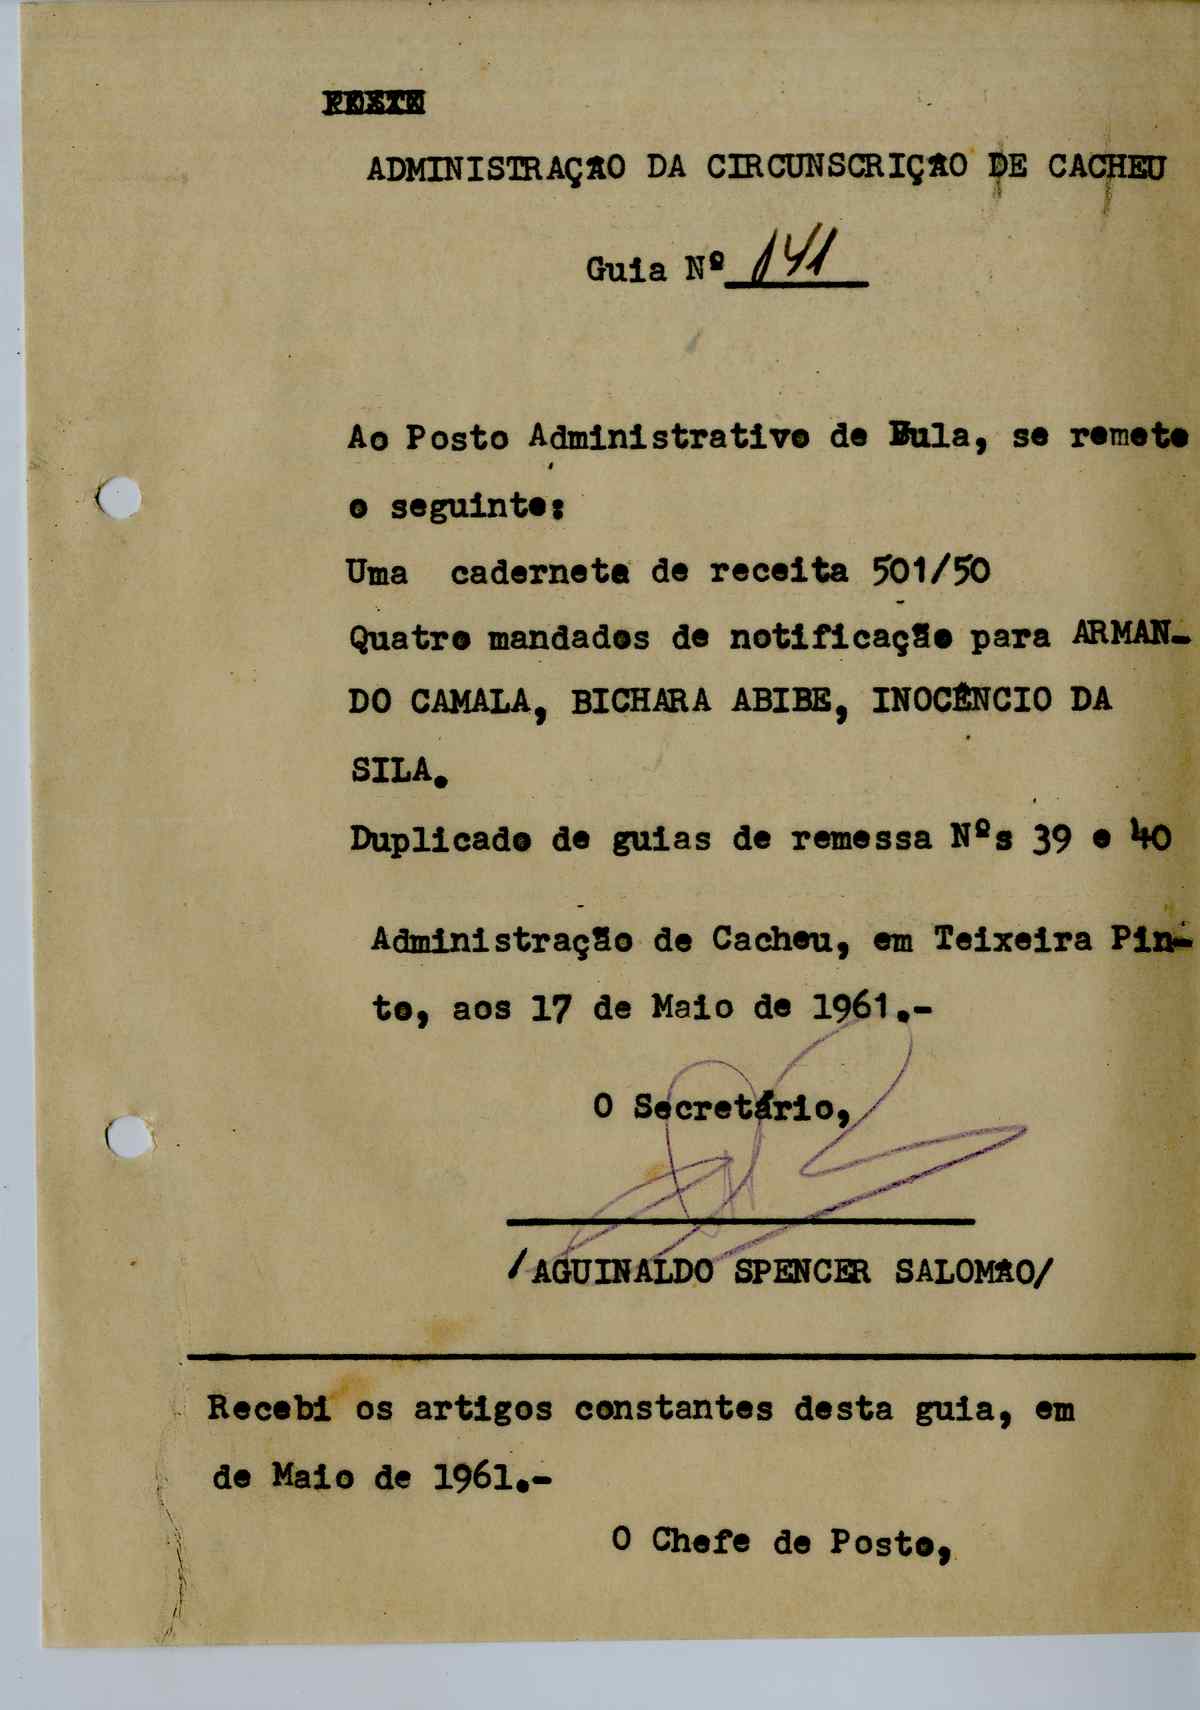 ADMINISTRAÇÃO DA CIRCUNSCRIÇÃO DE CACHEU
Guia Nº 141
Ao Posto Administrativo de Bula, se remete
o seguinte:
Uma caderneta de receita 501/50
Quatro mandados de notificação para ARMAN-
DO CAMALA, BICHARA ABIBE, INOCÊNCIO DA
SILA.
Duplicado de guias de remessa Nºs 39 e 40
Administração de Cacheu, em Teixeira Pin-
to, aos 17 de Maio de 1961.-
O Secretário,
/AGUINALDO SPENCER SALOMÃO/
Recebi os artigos constantes desta guia, em
de Maio de 1961.-
O Chefe de Posto,